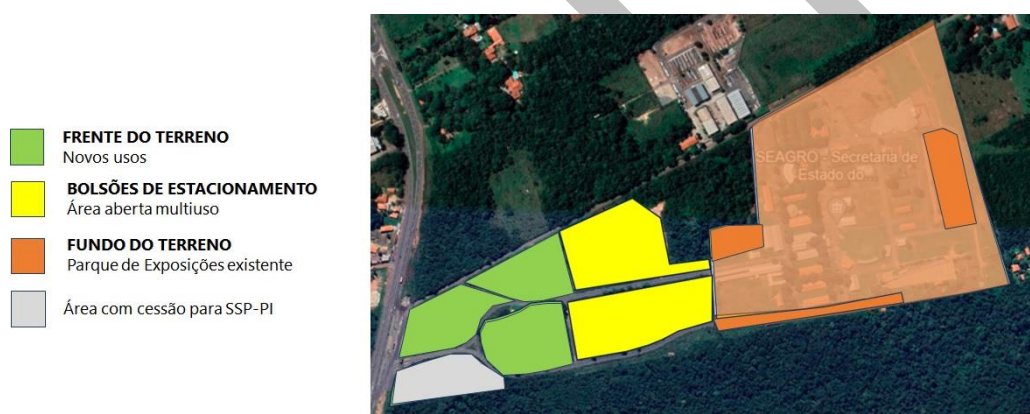 FRENTE DO TERRENO
Novos usos
BOLSÕES DE ESTACIONAMENTO
Área aberta multiuso
FUNDO DO TERRENO
Parque de Exposições existente
Área com cessão para SSP-PI
SEAGRO - Secretaria de
Estado do